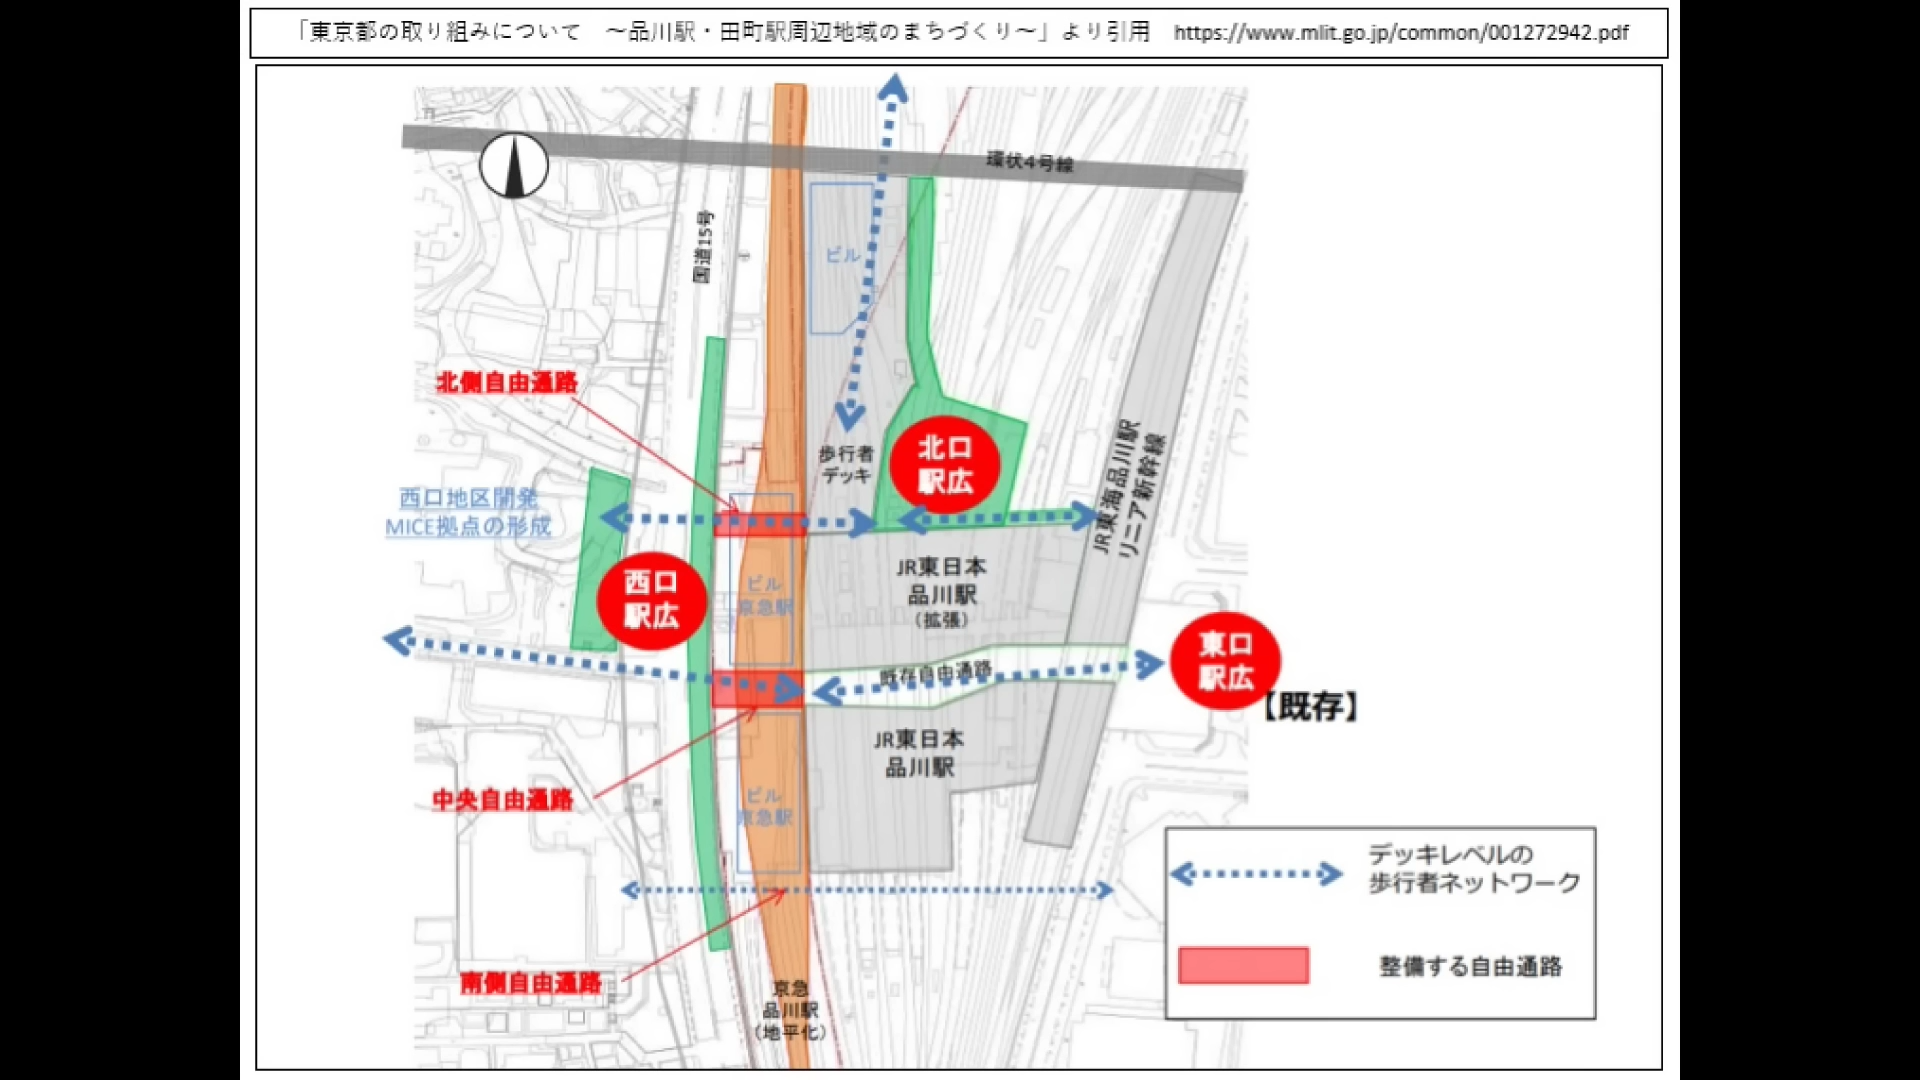 「東京都の取り組みについて　～品川駅・田町駅周辺地域のまちづくり～」より引用　https://www.mlit.go.jp/common/001272942.pdf
環状4号線
国道15号
ビル
北側自由通路
歩行者
デッキ
北口
駅広
JR東海品川駅
リニア新幹線
西口地区開発
MICE拠点の形成
西口
駅広
ビル
京急駅
JR東日本
品川駅
（拡張）
東口
駅広
【既存】
既存自由通路
JR東日本
品川駅
中央自由通路
ビル
京急駅
南側自由通路
京急
品川駅
（地平化）
デッキレベルの
歩行者ネットワーク
整備する自由通路